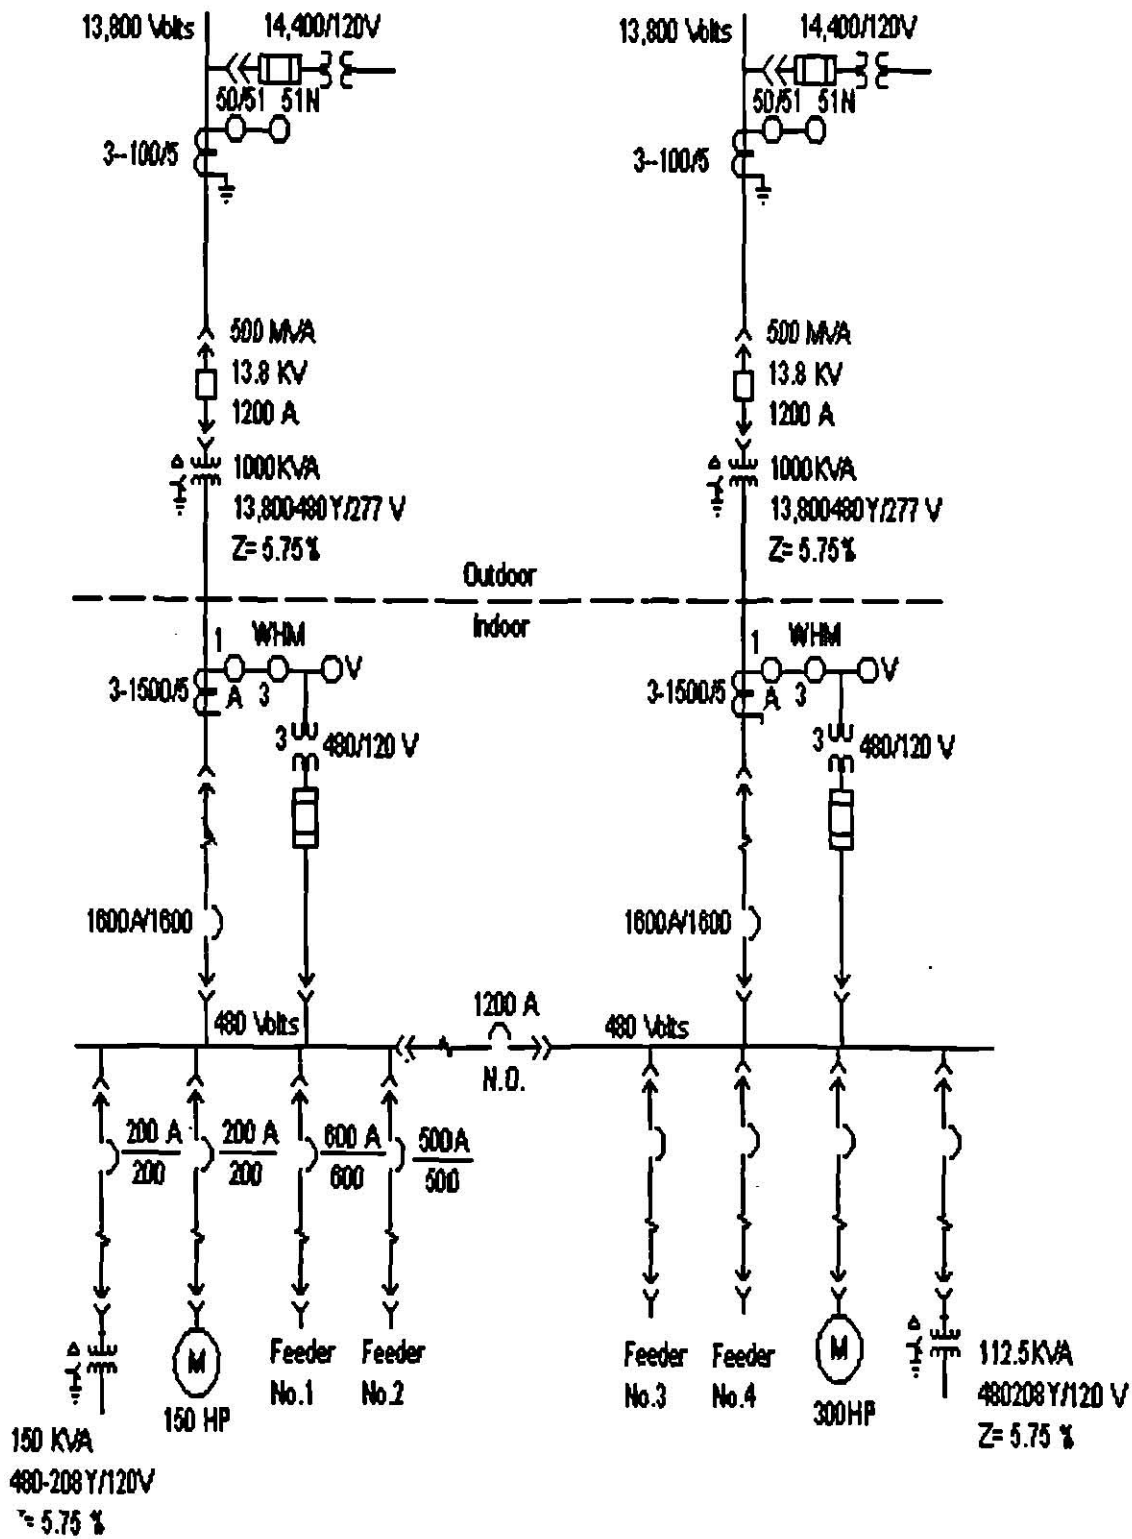 13,800 Volts
14,400/120V
13,800 Volts
14,400/120V
50/51
51N
50/51
51N
3--100/5
3--100/5
500 MVA
13.8 KV
1200 A
500 MVA
13.8 KV
1200 A
1000KVA
13,800480Y/277 V
Z= 5.75%
1000KVA
13,800480Y/277 V
Z= 5.75%
Outdoor
Indoor
1
WHM
1
WHM
V
V
3-1500/5
A
3
3-1500/5
A
3
3
480/120 V
3
480/120 V
1600A/1600
1600A/1600
480 Volts
1200 A
480 Volts
N.O.
200 A
200
200 A
200
600 A
600
500A
500
M
Feeder
No.1
Feeder
No.2
Feeder
No.3
Feeder
No.4
M
150 HP
300HP
112.5KVA
480208Y/120 V
Z= 5.75 %
150 KVA
480-208Y/120V
= 5.75 %